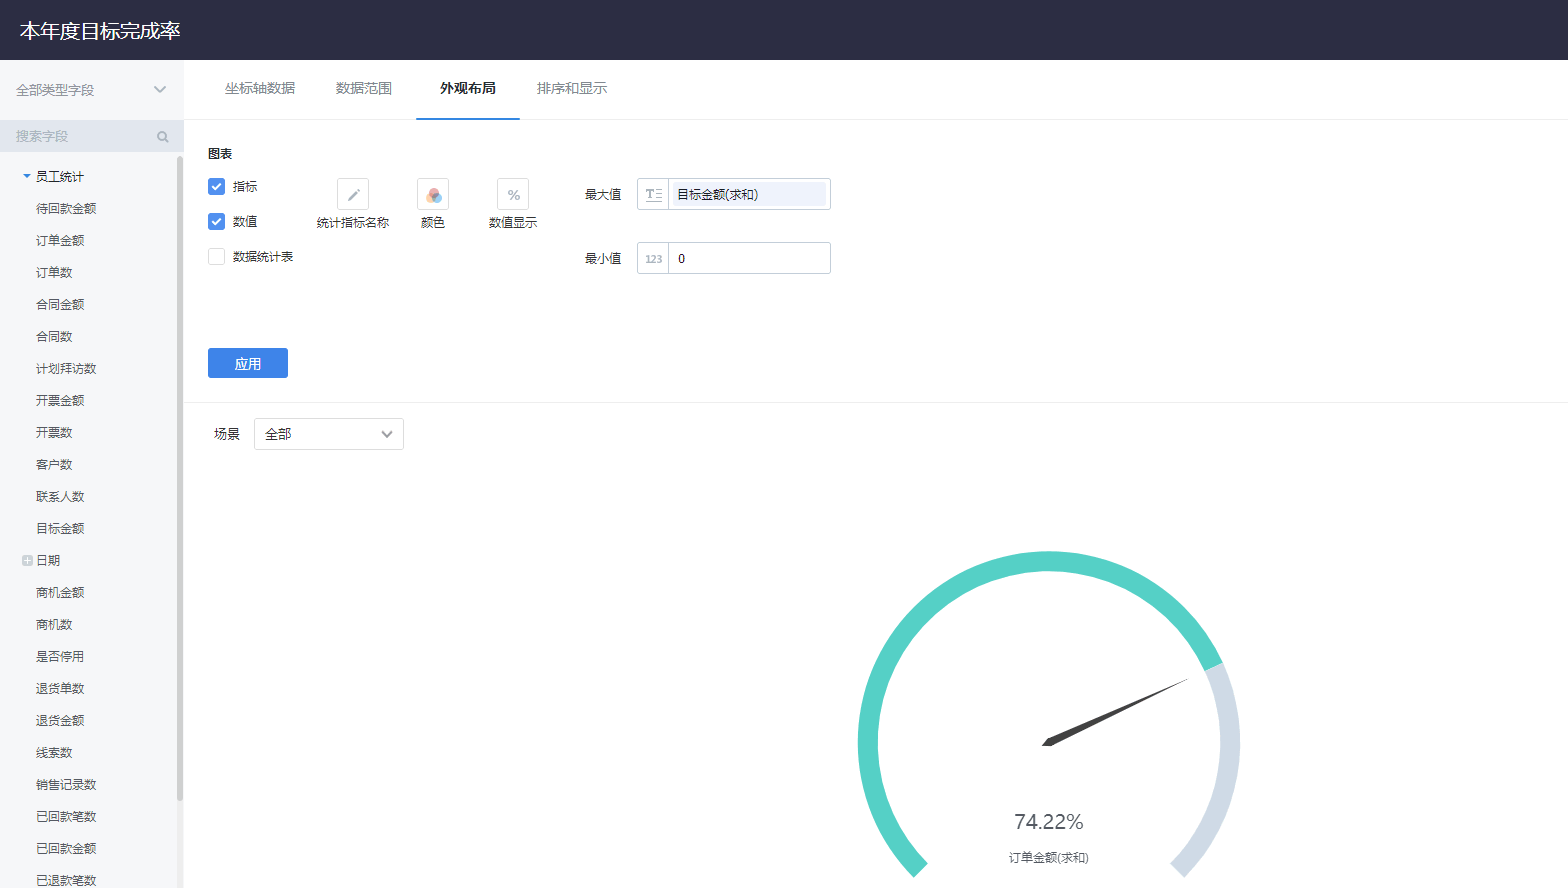 本年度目标完成率
全部类型字段
搜索字段
员工统计
待回款金额
订单金额
订单数
合同金额
合同数
计划拜访数
开票金额
开票数
客户数
联系人数
目标金额
日期
商机金额
商机数
是否停用
退货单数
退货金额
线索数
销售记录数
已回款笔数
已回款金额
已退款笔数
坐标轴数据 数据范围 外观布局 排序和显示
图表
指标
数值
数据统计表
统计指标名称
颜色
%
数值显示
最大值 T 目标金额(求和)
最小值 123 0
应用
场景 全部
74.22%
订单金额(求和)